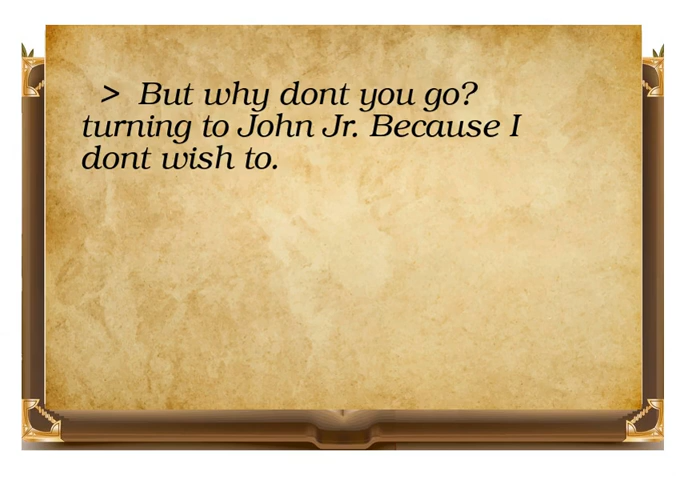 > But why dont you go?
turning to John Jr. Because I
dont wish to.